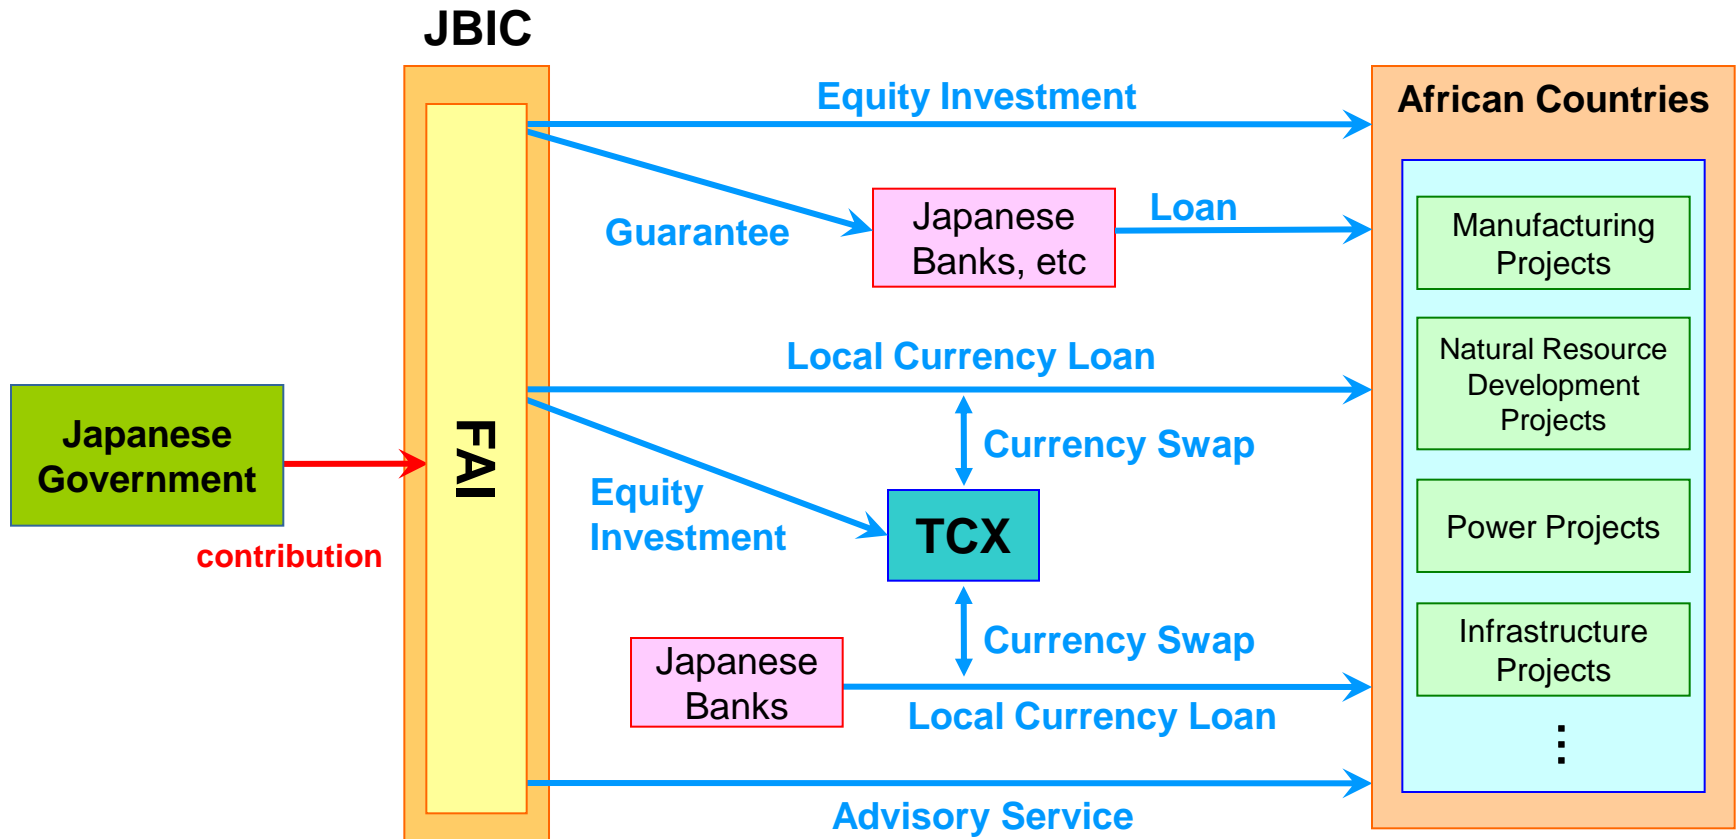 JBIC
Equity Investment
African Countries
Guarantee
Japanese
Banks, etc
Loan
Manufacturing
Projects
Local Currency Loan
Natural Resource
Development
Projects
Japanese
Government
contribution
FAI
Currency Swap
Equity
Investment
TCX
Power Projects
Currency Swap
Japanese
Banks
Local Currency Loan
Infrastructure
Projects
⋮
Advisory Service